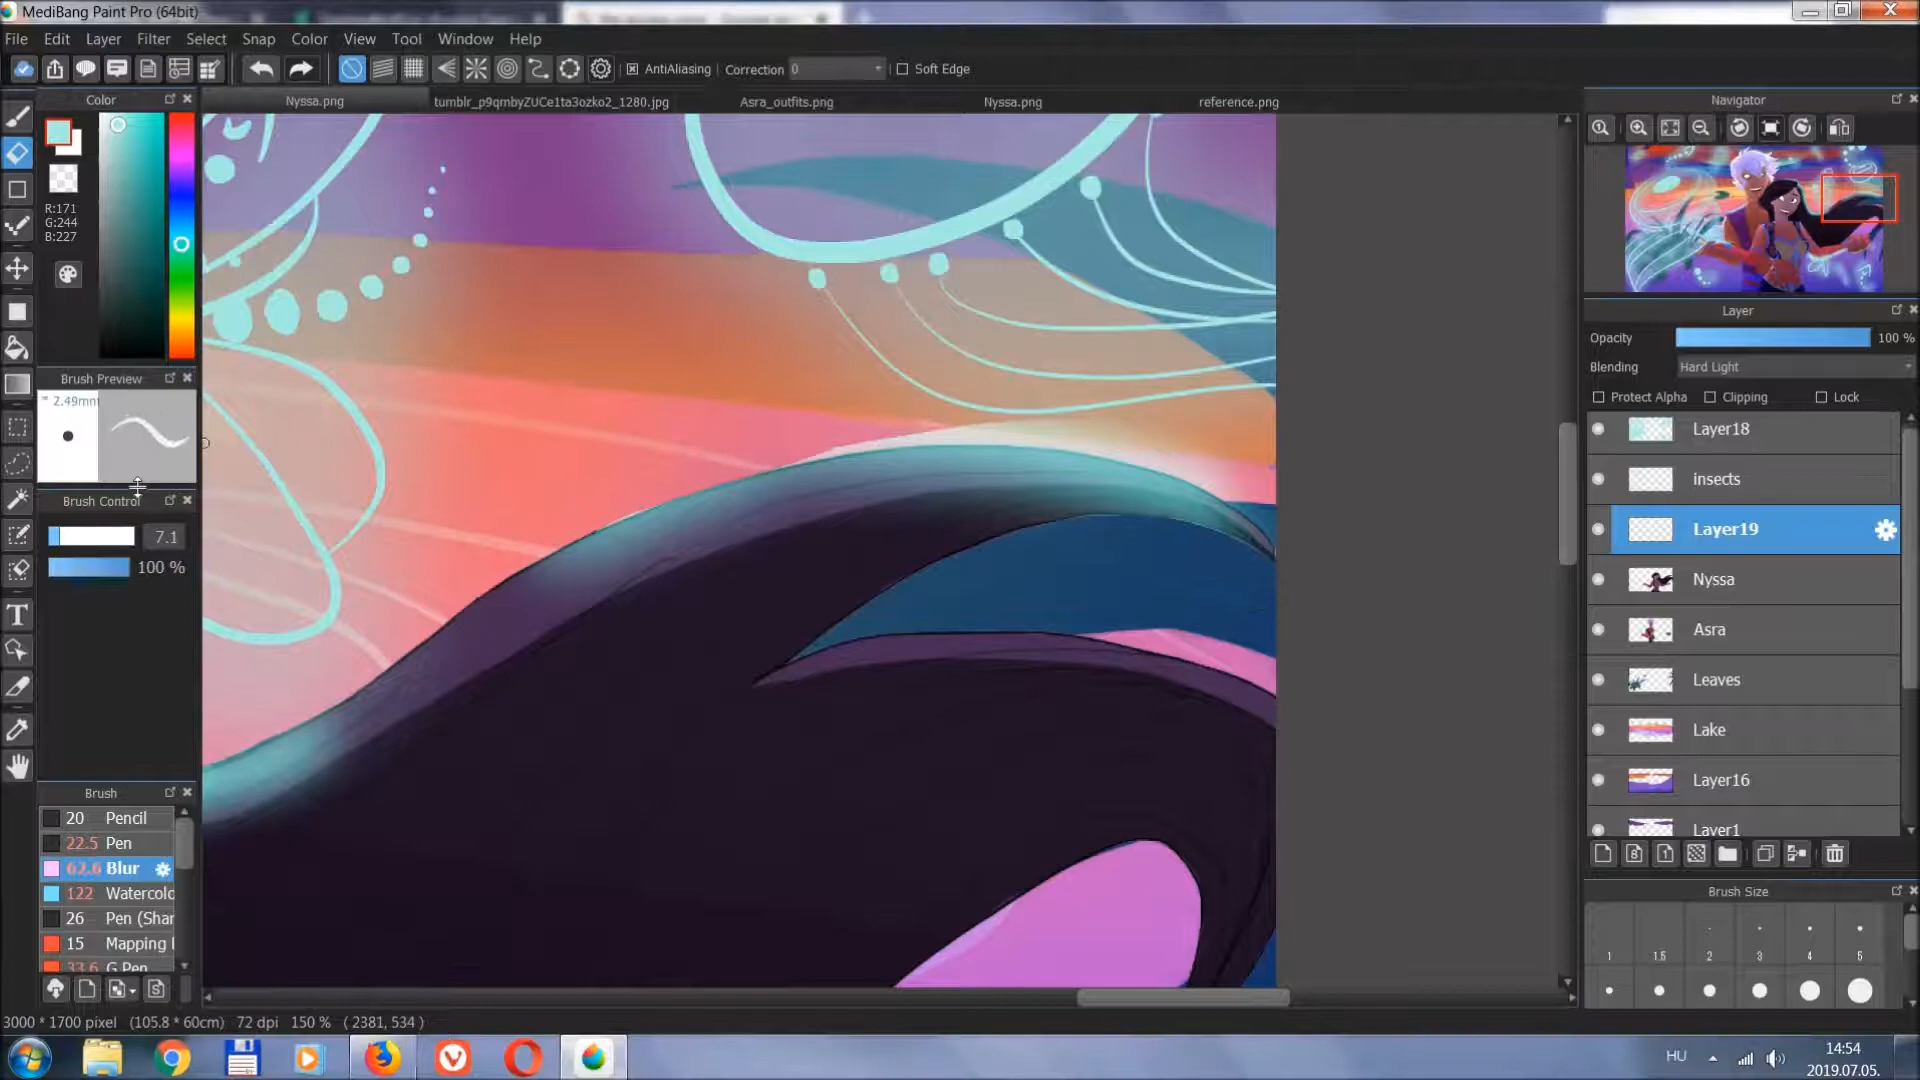 MediBang Paint Pro (64bit)
File Edit Layer Filter Select Snap Color View Tool Window Help
AntiAliasing Correction 0 Soft Edge
Color
Nyssa.png tumblr_p9qmbyZUCe1ta3ozko2_1280.jpg Asra_outfits.png Nyssa.png reference.png
R:171
G:244
B:227
Brush Preview
* 2.49mm
Brush Control
7.1
100 %
Brush
20 Pencil
22.5 Pen
62.6 Blur
122 Watercolo
26 Pen (Shar
15 Mapping
33.6 G Pen
Navigator
Layer
Opacity 100 %
Blending Hard Light
Protect Alpha Clipping Lock
Layer18
insects
Layer19
Nyssa
Asra
Leaves
Lake
Layer16
Layer1
Brush Size
1 1.5 2 3 4 5
3000 * 1700 pixel (105.8 * 60cm) 72 dpi 150 % ( 2381, 534 )
HU
14:54
2019.07.05.